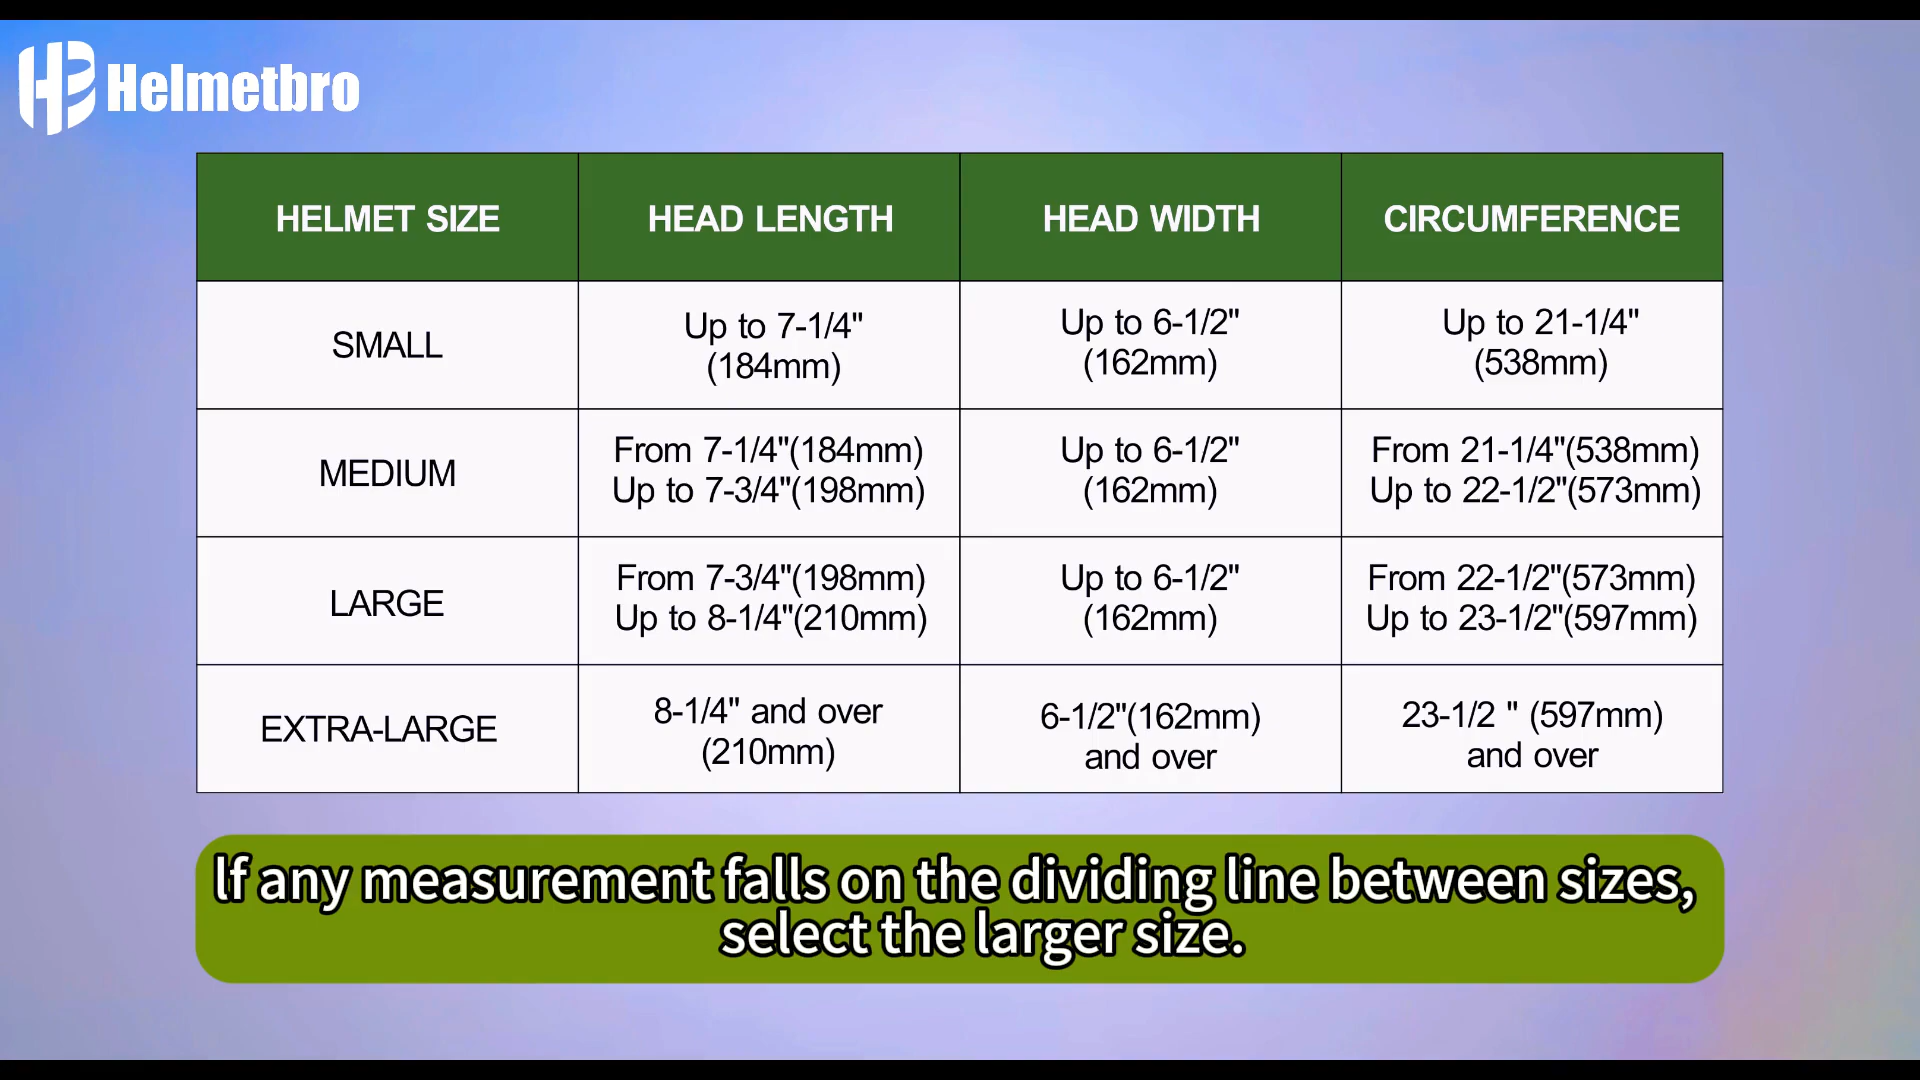 Helmetbro
HELMET SIZE HEAD LENGTH HEAD WIDTH CIRCUMFERENCE
SMALL
Up to 7-1/4"
(184mm)
Up to 6-1/2"
(162mm)
Up to 21-1/4"
(538mm)
MEDIUM
From 7-1/4"(184mm)
Up to 7-3/4"(198mm)
Up to 6-1/2"
(162mm)
From 21-1/4"(538mm)
Up to 22-1/2"(573mm)
LARGE
From 7-3/4"(198mm)
Up to 8-1/4"(210mm)
Up to 6-1/2"
(162mm)
From 22-1/2"(573mm)
Up to 23-1/2"(597mm)
EXTRA-LARGE
8-1/4" and over
(210mm)
6-1/2"(162mm)
and over
23-1/2 " (597mm)
and over
If any measurement falls on the dividing line between sizes,
select the larger size.